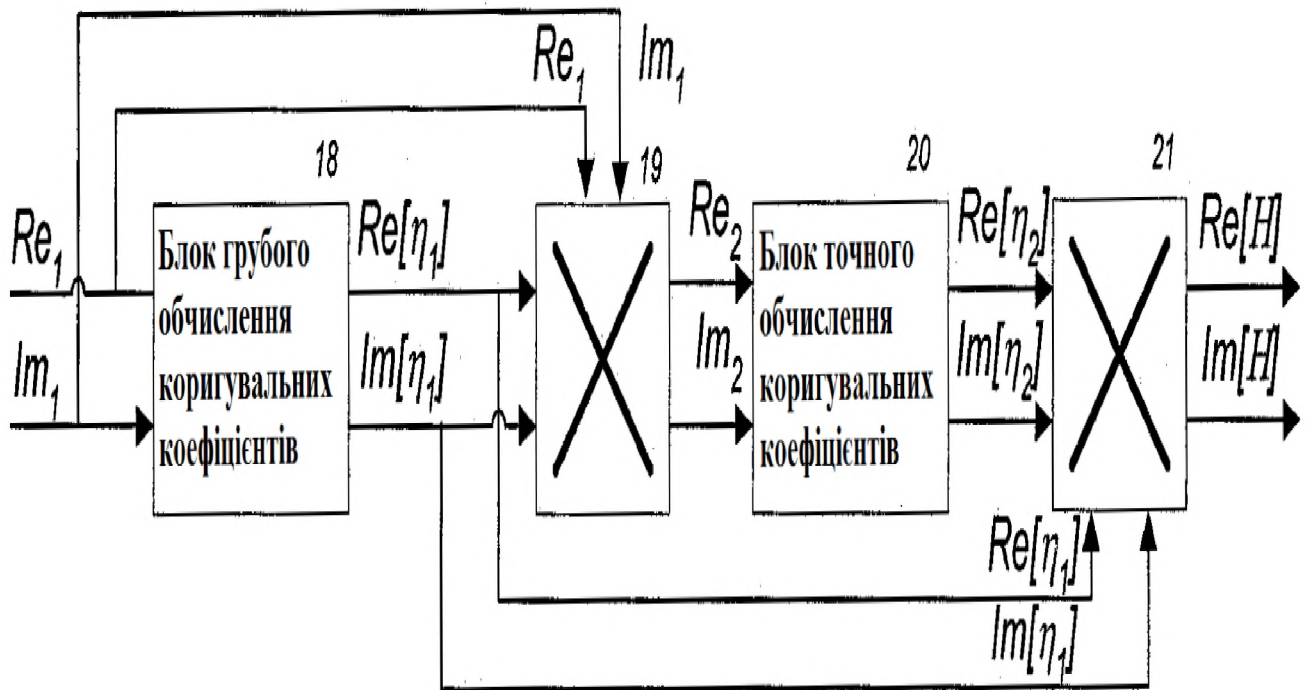 Re₁ Im₁
18 19 20 21
Re₁
Im₁
Блок грубого
обчислення
коригувальних
коефіцієнтів
Re[η₁]
Im[η₁]
Re₂
Im₂
Блок точного
обчислення
коригувальних
коефіцієнтів
Re[η₂]
Im[η₂]
Re[H]
Im[H]
Re[η₁]
Im[η₁]